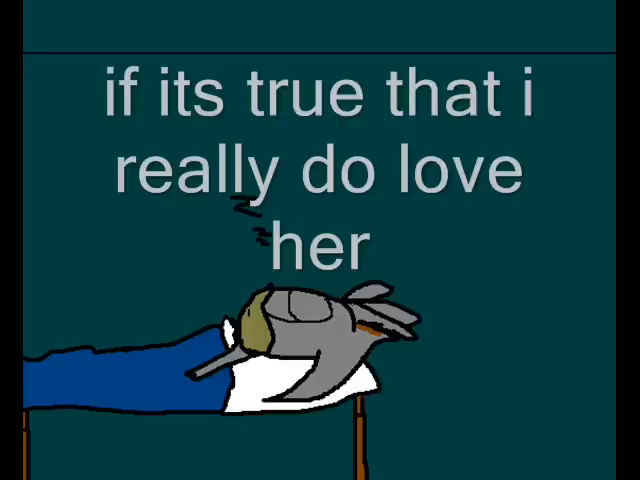 if its true that i
really do love
her
z
z